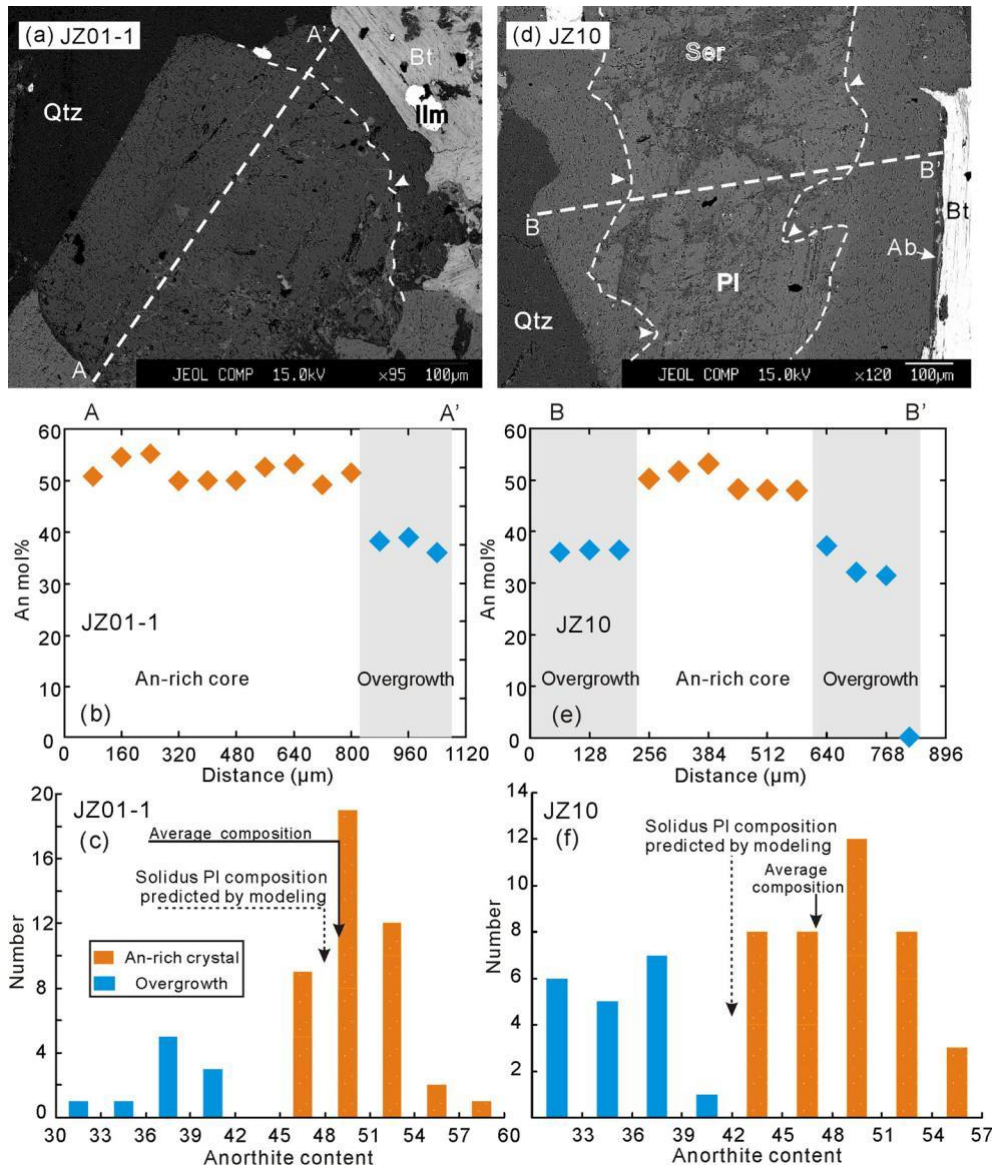 (a) JZ01-1
A'
Bt
Ilm
Qtz
A
JEOL COMP 15.0kV ×95 100µm
(d) JZ10
Ser
B'
B
Bt
Ab
Pl
Qtz
JEOL COMP 15.0kV ×120 100µm
A A'
60
50
40
30
20
10
0
An mol%
JZ01-1
An-rich core
Overgrowth
(b)
0 160 320 480 640 800 960 1120
Distance (µm)
B B'
60
50
40
30
20
10
0
An mol%
JZ10
Overgrowth
An-rich core
Overgrowth
(e)
0 128 256 384 512 640 768 896
Distance (µm)
20
16
12
8
4
0
Number
JZ01-1
(c)
Average composition
Solidus Pl composition
predicted by modeling
An-rich crystal
Overgrowth
30 33 36 39 42 45 48 51 54 57 60
Anorthite content
14
12
10
8
6
4
2
Number
JZ10
(f)
Solidus Pl composition
predicted by modeling
Average
composition
33 36 39 42 45 48 51 54 57
Anorthite content